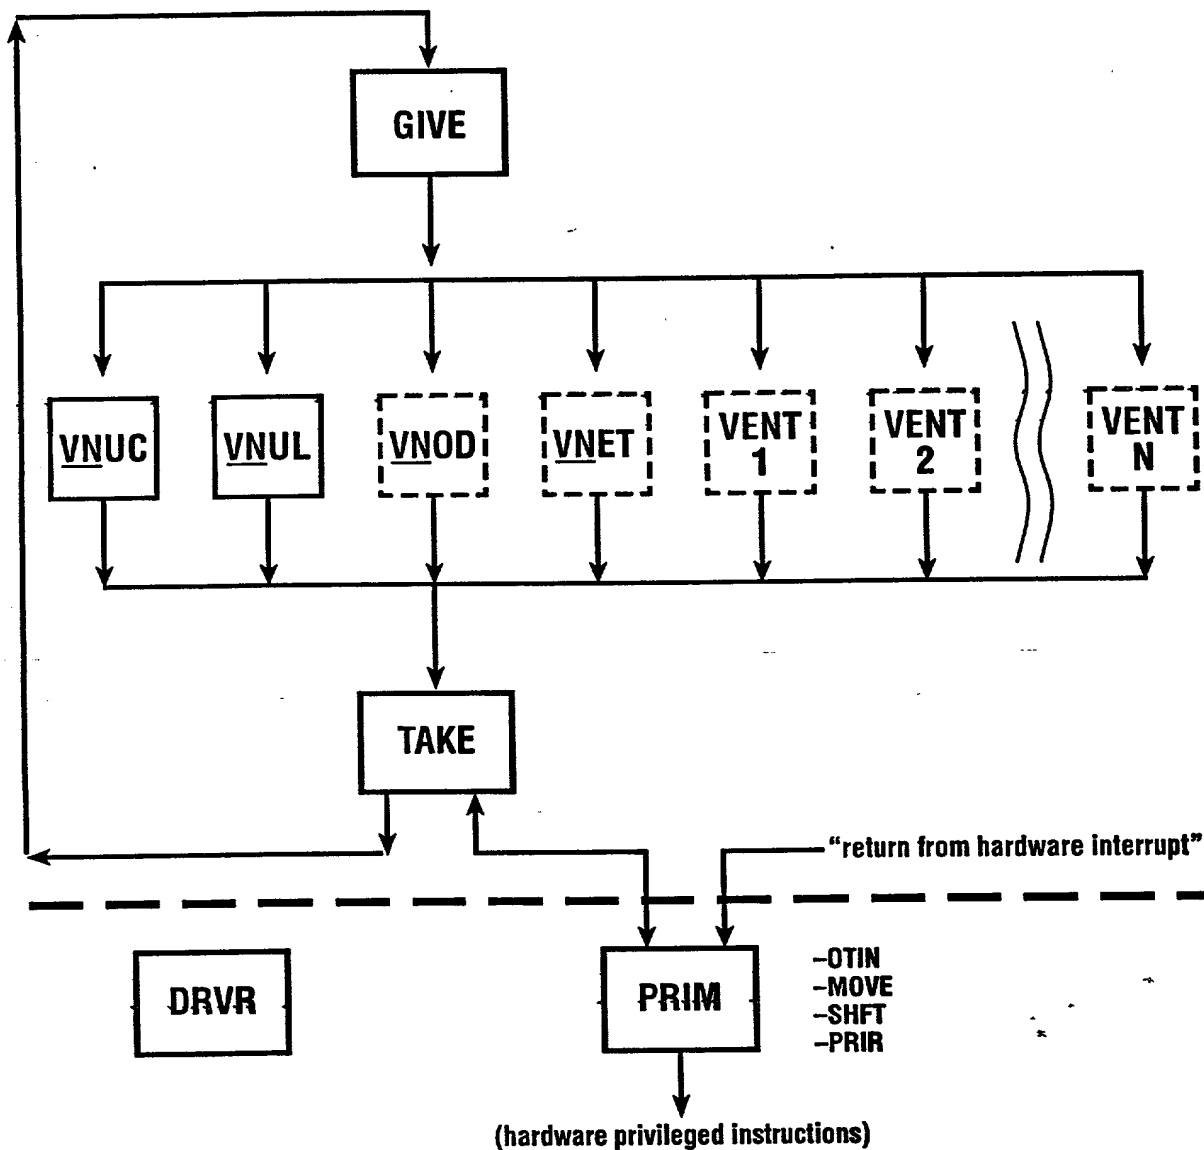 GIVE
VNUC
VNUL
VNOD
VNET
VENT
1
VENT
2
VENT
N
TAKE
“return from hardware interrupt”
DRVR
PRIM
–OTIN
–MOVE
–SHFT
–PRIR
(hardware privileged instructions)